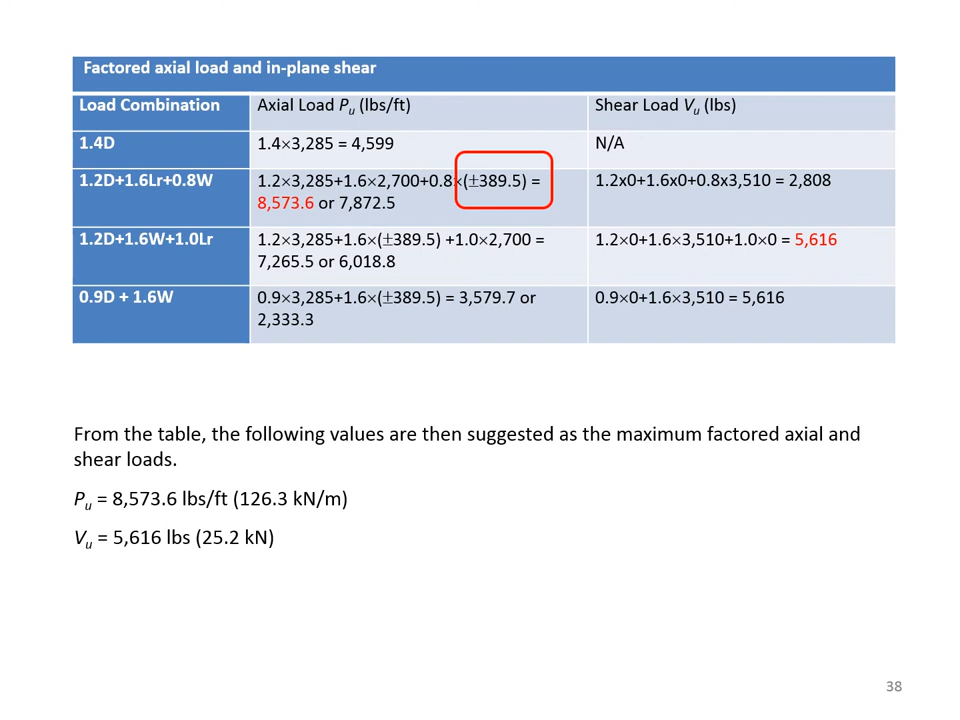 Factored axial load and in-plane shear
Load Combination
Axial Load Pu (lbs/ft)
Shear Load Vu (lbs)
1.4D
1.4×3,285 = 4,599
N/A
1.2D+1.6Lr+0.8W
1.2×3,285+1.6×2,700+0.8×(±389.5) =
8,573.6 or 7,872.5
1.2x0+1.6x0+0.8x3,510 = 2,808
1.2D+1.6W+1.0Lr
1.2×3,285+1.6×(±389.5) +1.0×2,700 =
7,265.5 or 6,018.8
1.2×0+1.6×3,510+1.0×0 = 5,616
0.9D + 1.6W
0.9×3,285+1.6×(±389.5) = 3,579.7 or
2,333.3
0.9×0+1.6×3,510 = 5,616
From the table, the following values are then suggested as the maximum factored axial and
shear loads.
Pu = 8,573.6 lbs/ft (126.3 kN/m)
Vu = 5,616 lbs (25.2 kN)
38